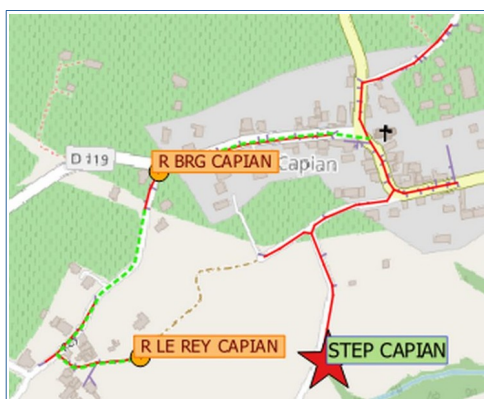 D 119
R BRG CAPIAN
Capian
R LE REY CAPIAN
STEP CAPIAN